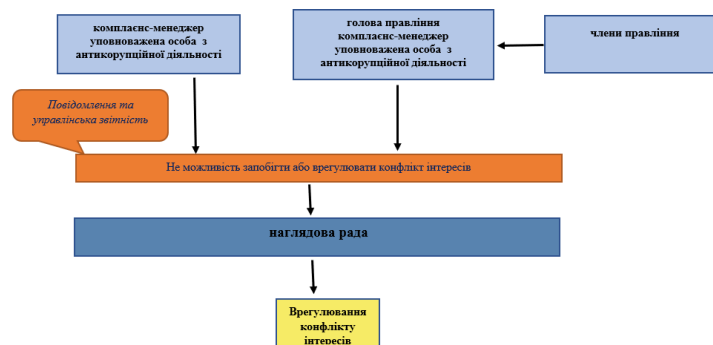 комплаєнс-менеджер
уповноважена особа з
антикорупційної діяльності
голова правління
комплаєнс-менеджер
уповноважена особа з
антикорупційної діяльності
члени правління
Повідомлення та
управлінська звітність
Не можливість запобігти або врегулювати конфлікт інтересів
наглядова рада
Врегулювання
конфлікту
інтересів